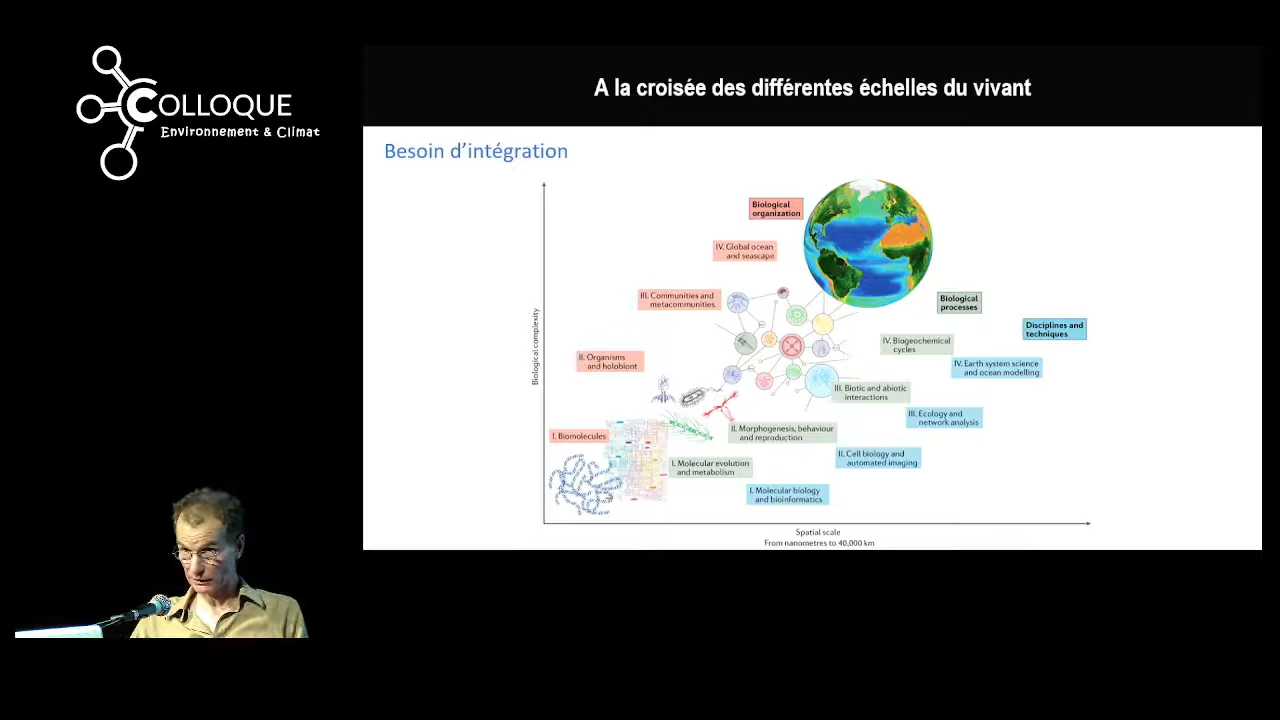 COLLOQUE
Environnement & Climat
A la croisée des différentes échelles du vivant
Besoin d'intégration
Biological
organization
IV. Global ocean
and seascape
III. Communities and
metacommunities
Biological
processes
Disciplines and
techniques
Biological complexity
IV. Biogeochemical
cycles
II. Organisms
and holobiont
IV. Earth system science
and ocean modelling
III. Biotic and abiotic
interactions
III. Ecology and
network analysis
I. Biomolecules
II. Morphogenesis, behaviour
and reproduction
II. Cell biology and
automated imaging
I. Molecular evolution
and metabolism
I. Molecular biology
and bioinformatics
Spatial scale
From nanometres to 40,000 km